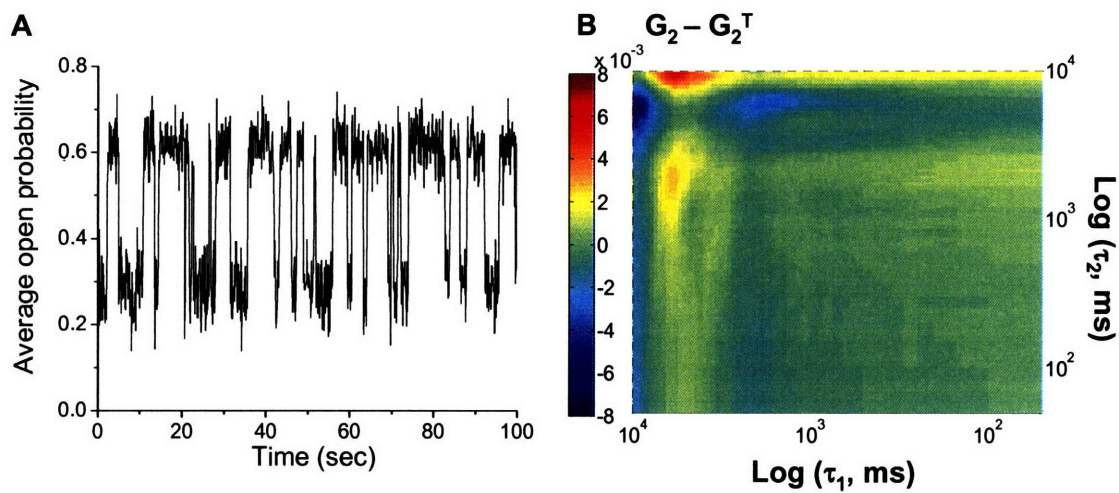 A
Average open probability
0.8
0.6
0.4
0.2
0.0
0 20 40 60 80 100
Time (sec)
B G₂ – G₂ᵀ
x 10⁻³
8
6
4
2
0
-2
-4
-6
-8
10⁴
10³
10²
Log (τ₂, ms)
10⁴ 10³ 10²
Log (τ₁, ms)